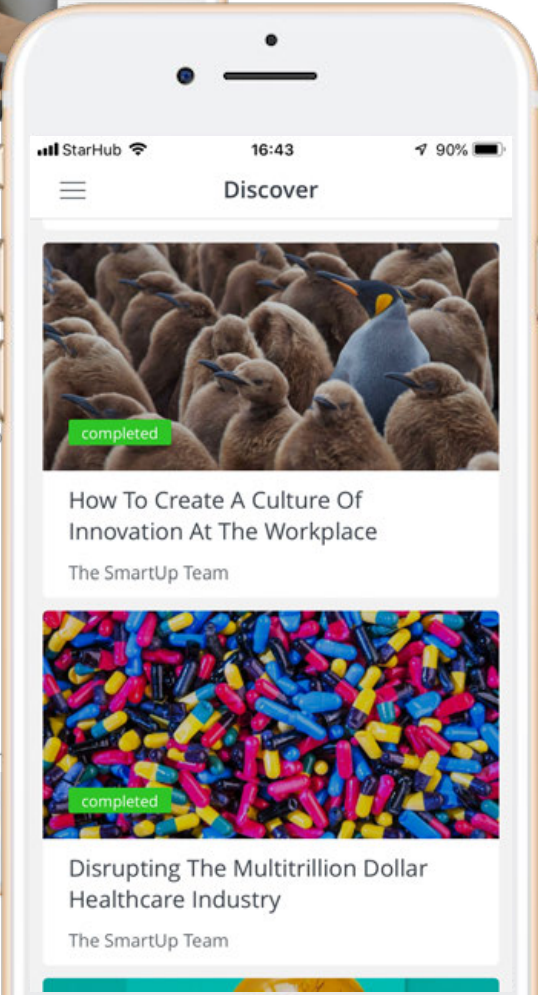 StarHub
16:43
90%
Discover
completed
How To Create A Culture Of
Innovation At The Workplace
The SmartUp Team
completed
Disrupting The Multitrillion Dollar
Healthcare Industry
The SmartUp Team